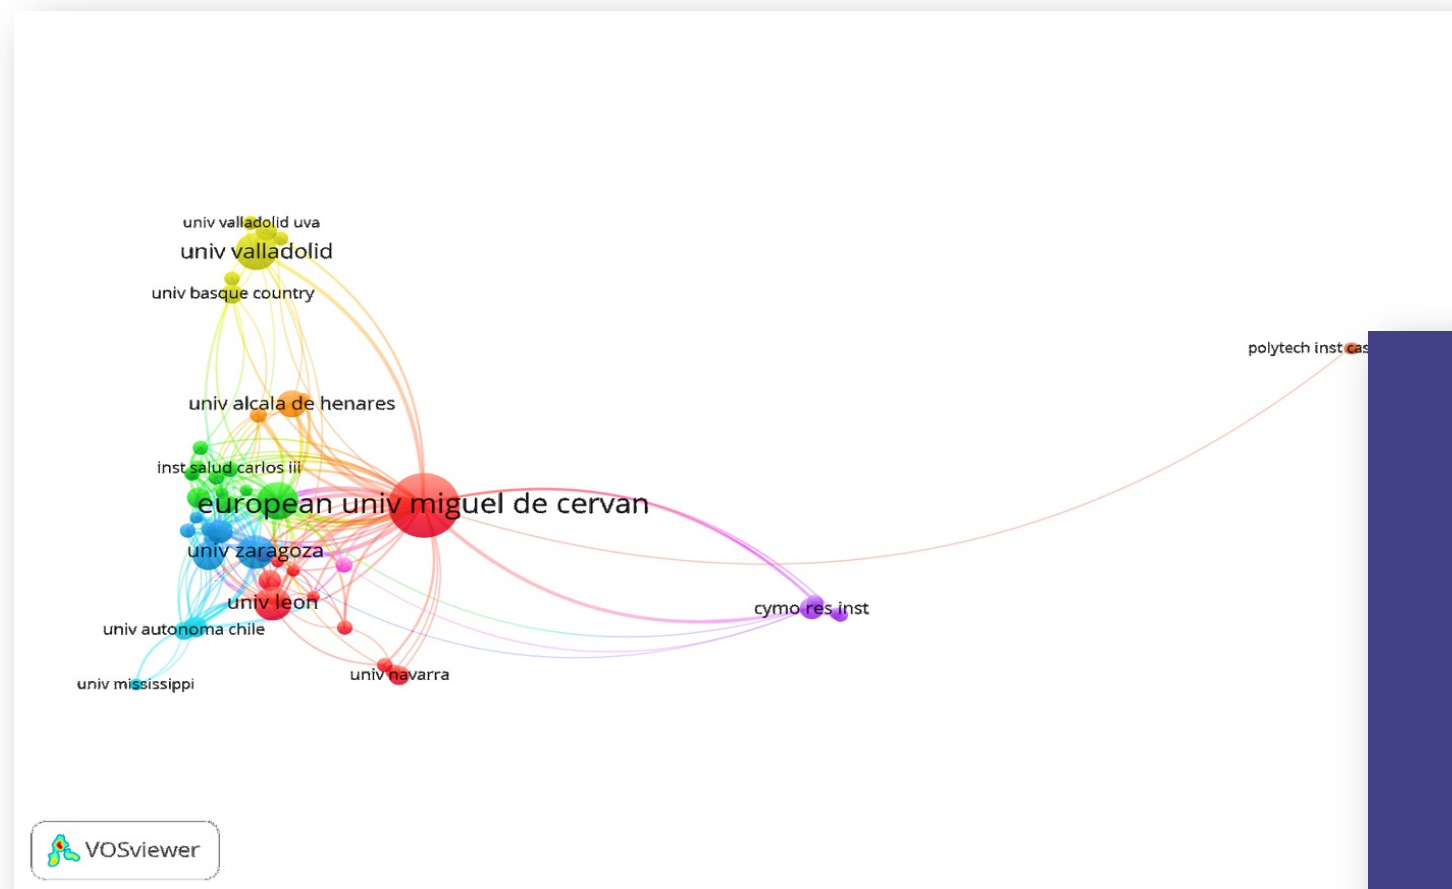 univ valladolid uva
univ valladolid
univ basque country
polytech inst cas
univ alcala de henares
inst salud carlos iii
european univ miguel de cervan
univ zaragoza
univ leon
cymo res inst
univ autonoma chile
univ navarra
univ mississippi
VOSviewer